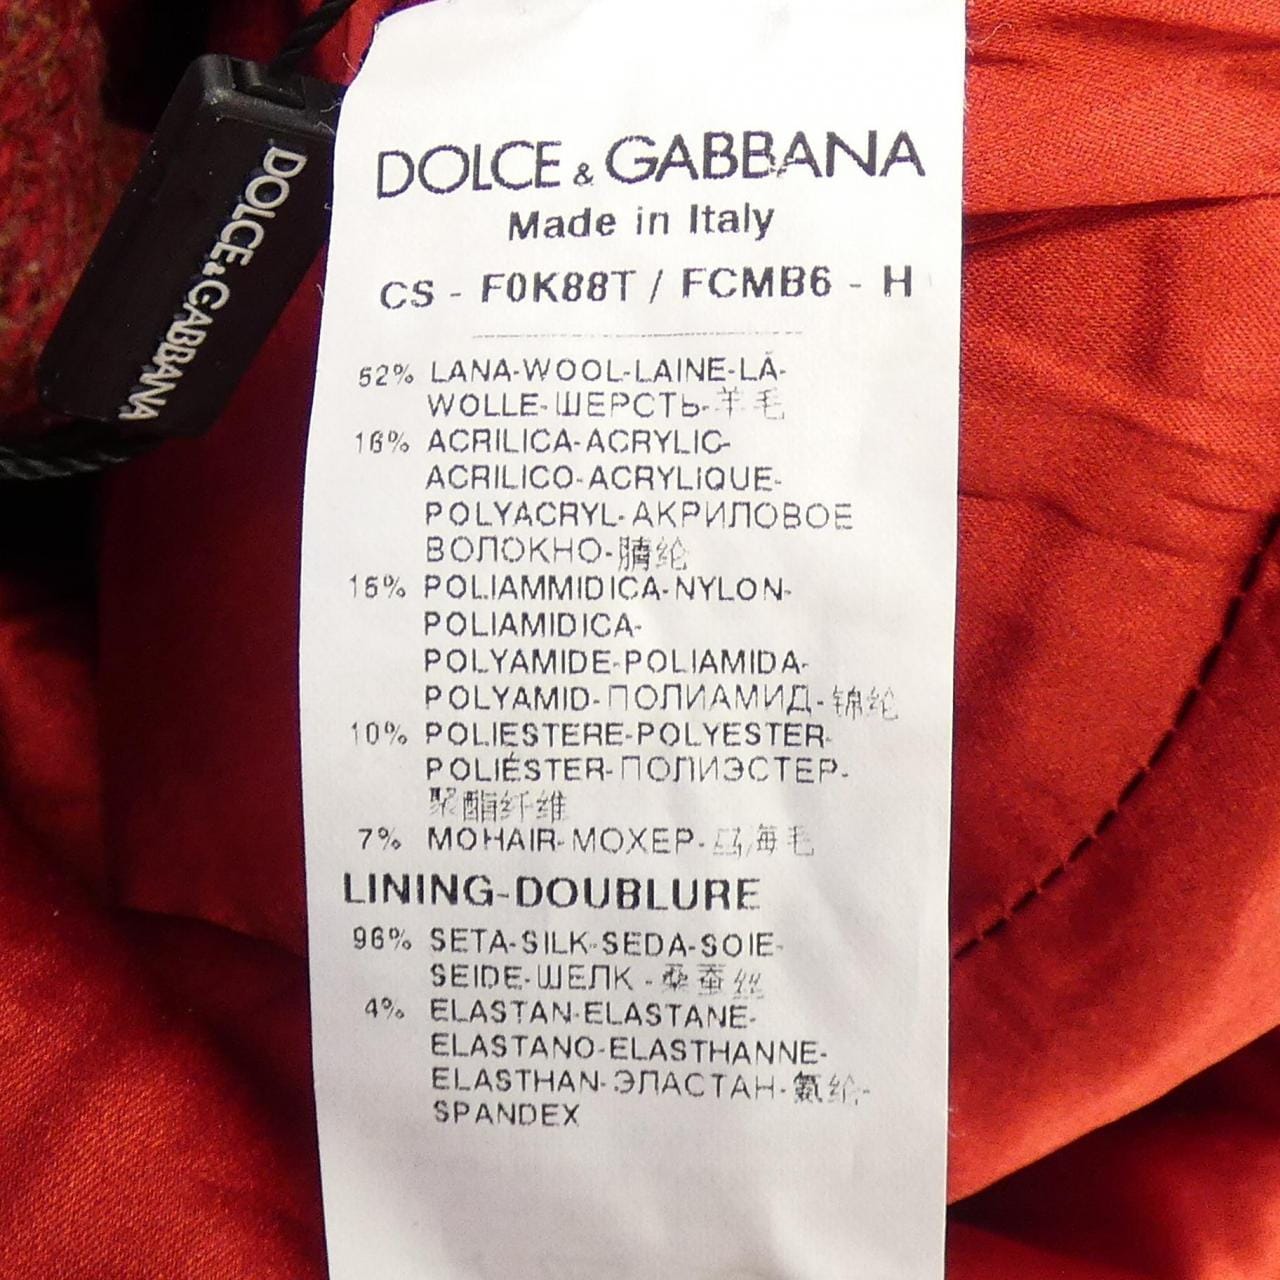 DOLCE & GABBANA
DOLCE & GABBANA
Made in Italy
CS - F0K88T / FCMB6 - H
52% LANA-WOOL-LAINE-LÃ-
WOLLE-ШЕРСТЬ-羊毛
16% ACRILICA-ACRYLIC-
ACRILICO-ACRYLIQUE-
POLYACRYL-АКРИЛОВОЕ
ВОЛОКНО-腈纶
15% POLIAMMIDICA-NYLON-
POLIAMIDICA-
POLYAMIDE-POLIAMIDA-
POLYAMID-ПОЛИАМИД-锦纶
10% POLIESTERE-POLYESTER-
POLIÉSTER-ПОЛИЭСТЕР-
聚酯纤维
7% MOHAIR-МОХЕР-马海毛
LINING-DOUBLURE
96% SETA-SILK-SEDA-SOIE-
SEIDE-ШЕЛК-桑蚕丝
4% ELASTAN-ELASTANE-
ELASTANO-ELASTHANNE-
ELASTHAN-ЭЛАСТАН-氨纶-
SPANDEX